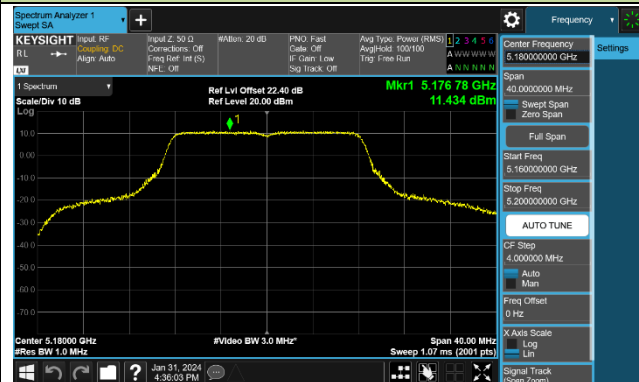 Spectrum Analyzer 1
Swept SA
Frequency
KEYSIGHT
RL
LXI
Input: RF
Coupling: DC
Align: Auto
Input Z: 50 Ω
Corrections: Off
Freq Ref: Int (S)
NFE: Off
#Atten: 20 dB
PNO: Fast
Gate: Off
IF Gain: Low
Sig Track: Off
Avg Type: Power (RMS)
Avg|Hold: 100/100
Trig: Free Run
1 2 3 4 5 6
A W W W W W
A N N N N N
1 Spectrum
Scale/Div 10 dB
Log
Ref Lvl Offset 22.40 dB
Ref Level 20.00 dBm
Mkr1 5.176 78 GHz
11.434 dBm
1
10.0
0.00
-10.0
-20.0
-30.0
-40.0
-50.0
-60.0
-70.0
Center 5.18000 GHz
#Res BW 1.0 MHz
#Video BW 3.0 MHz*
Span 40.00 MHz
Sweep 1.07 ms (2001 pts)
Center Frequency
5.180000000 GHz
Span
40.0000000 MHz
Swept Span
Zero Span
Full Span
Start Freq
5.160000000 GHz
Stop Freq
5.200000000 GHz
AUTO TUNE
CF Step
4.000000 MHz
Auto
Man
Freq Offset
0 Hz
X Axis Scale
Log
Lin
Signal Track
(Span Zoom)
Settings
Jan 31, 2024
4:36:03 PM